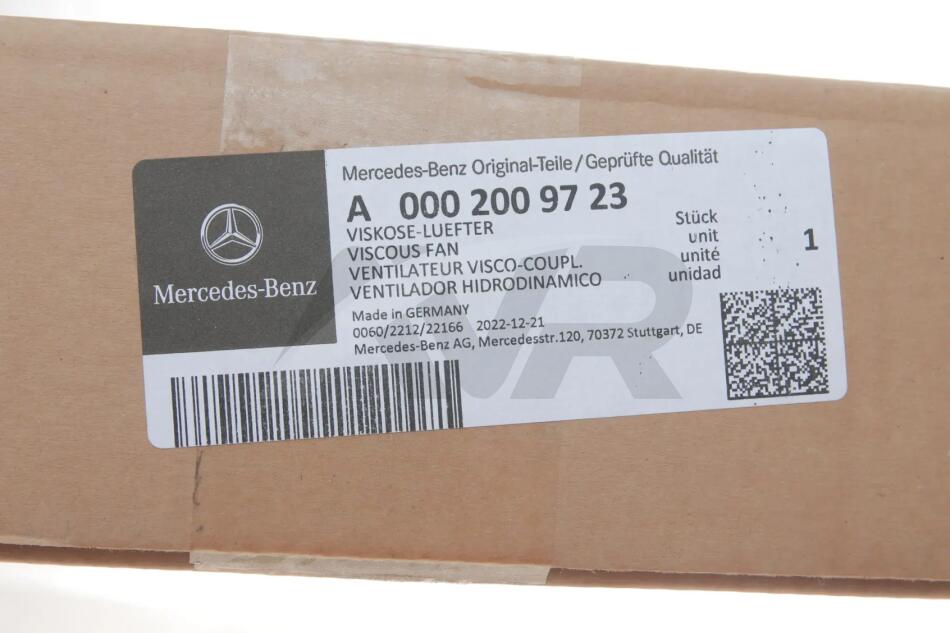 Mercedes-Benz Original-Teile/Geprüfte Qualität
A 000 200 97 23
VISKOSE-LUEFTER
VISCOUS FAN
VENTILATEUR VISCO-COUPL.
VENTILADOR HIDRODINAMICO
Stück
unit
unité
unidad
1
Mercedes-Benz
Made in GERMANY
0060/2212/22166 2022-12-21
Mercedes-Benz AG, Mercedesstr.120, 70372 Stuttgart, DE